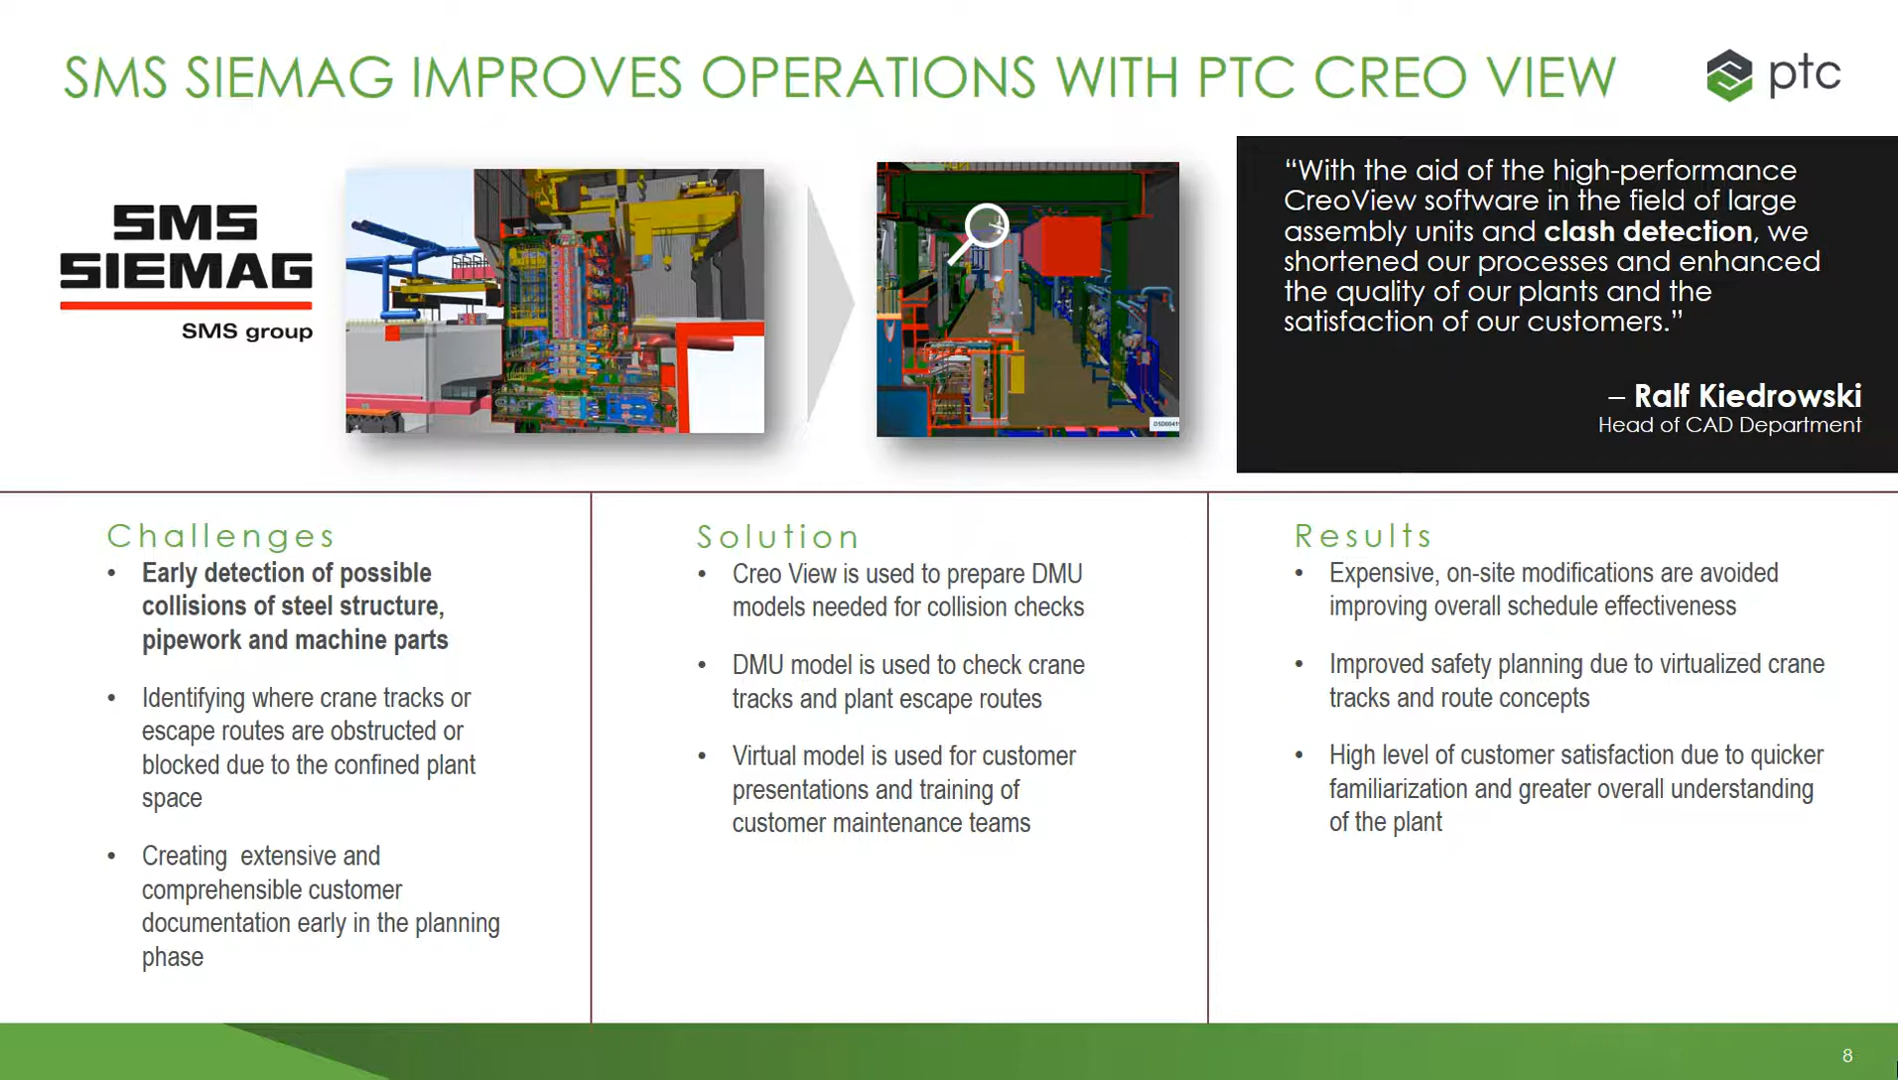 SMS SIEMAG IMPROVES OPERATIONS WITH PTC CREO VIEW
ptc
SMS
SIEMAG
SMS group
“With the aid of the high-performance
CreoView software in the field of large
assembly units and clash detection, we
shortened our processes and enhanced
the quality of our plants and the
satisfaction of our customers.”
– Ralf Kiedrowski
Head of CAD Department
Challenges
• Early detection of possible
collisions of steel structure,
pipework and machine parts
• Identifying where crane tracks or
escape routes are obstructed or
blocked due to the confined plant
space
• Creating  extensive and
comprehensible customer
documentation early in the planning
phase
Solution
• Creo View is used to prepare DMU
models needed for collision checks
• DMU model is used to check crane
tracks and plant escape routes
• Virtual model is used for customer
presentations and training of
customer maintenance teams
Results
• Expensive, on-site modifications are avoided
improving overall schedule effectiveness
• Improved safety planning due to virtualized crane
tracks and route concepts
• High level of customer satisfaction due to quicker
familiarization and greater overall understanding
of the plant
8